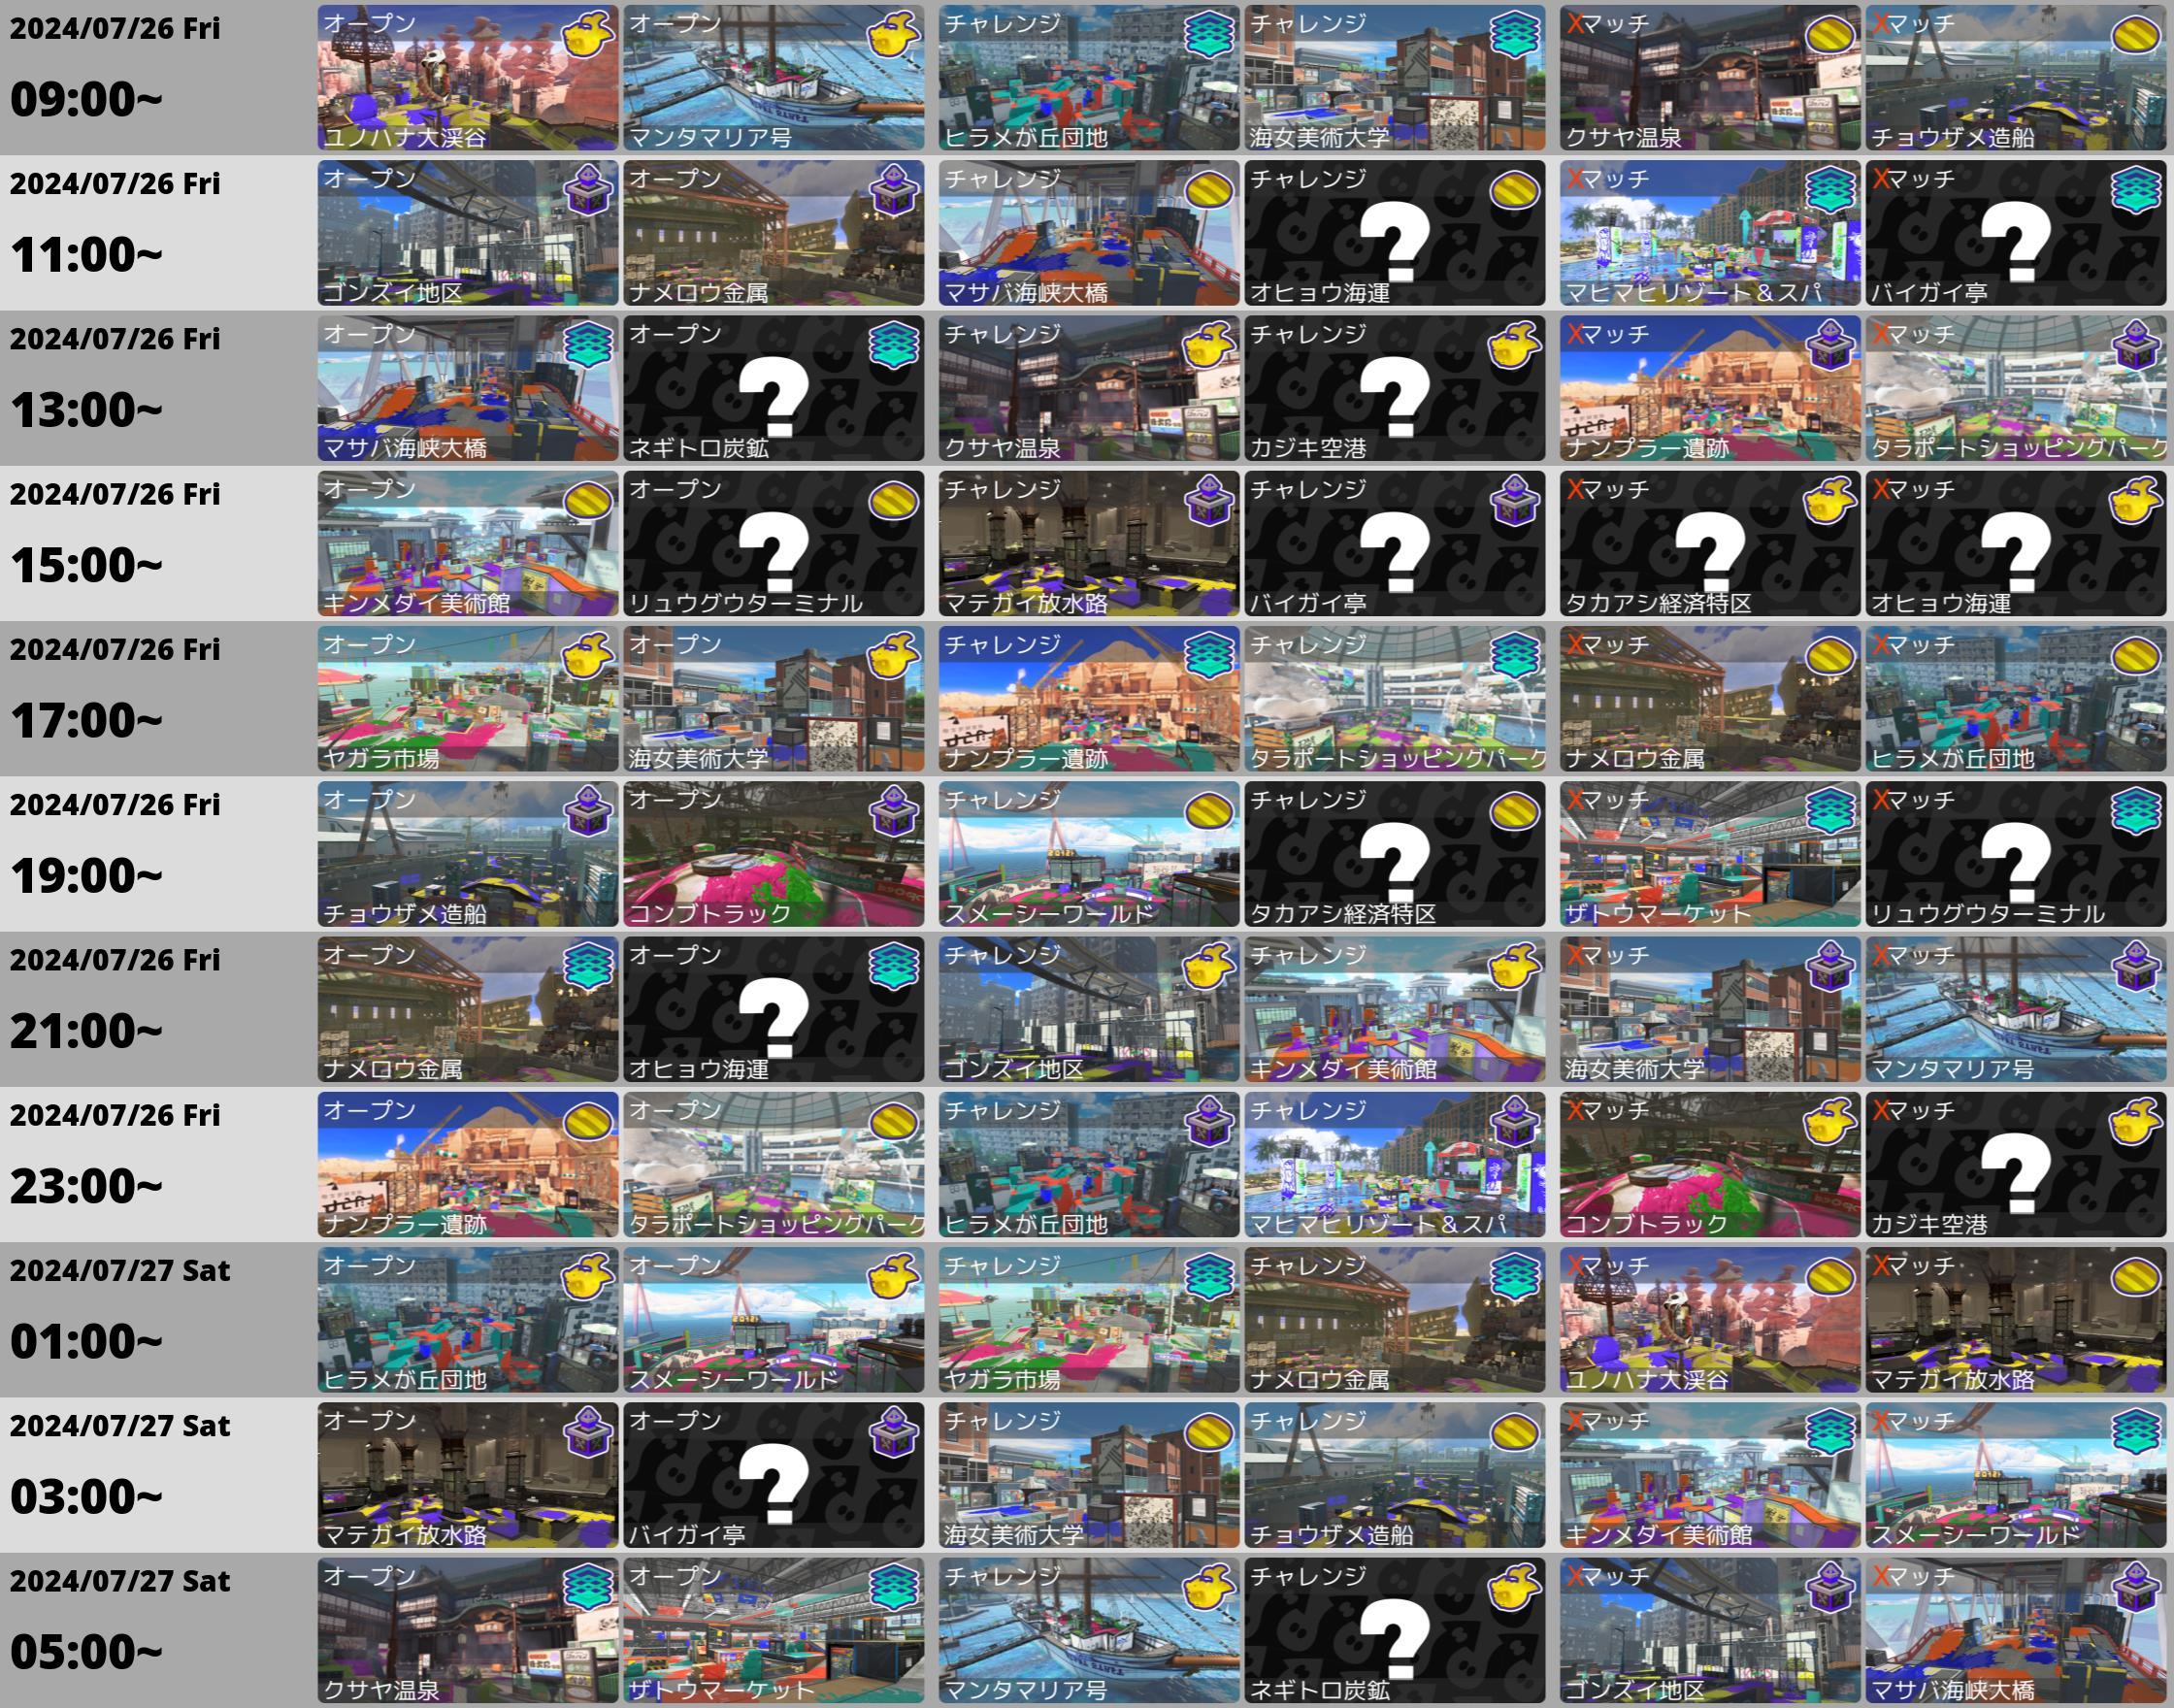 2024/07/26 Fri
09:00~
オープン
ユノハナ大渓谷
オープン
マンタマリア号
チャレンジ
ヒラメが丘団地
チャレンジ
海女美術大学
Xマッチ
クサヤ温泉
Xマッチ
チョウザメ造船
2024/07/26 Fri
11:00~
オープン
ゴンズイ地区
オープン
ナメロウ金属
チャレンジ
マサバ海峡大橋
チャレンジ
?
オヒョウ海運
Xマッチ
マヒマヒリゾート&スパ
Xマッチ
?
バイガイ亭
2024/07/26 Fri
13:00~
オープン
マサバ海峡大橋
オープン
?
ネギトロ炭鉱
チャレンジ
クサヤ温泉
チャレンジ
?
カジキ空港
Xマッチ
ナンプラー遺跡
Xマッチ
タラポートショッピングパーク
2024/07/26 Fri
15:00~
オープン
キンメダイ美術館
オープン
?
リュウグウターミナル
チャレンジ
マテガイ放水路
チャレンジ
?
バイガイ亭
Xマッチ
?
タカアシ経済特区
Xマッチ
?
オヒョウ海運
2024/07/26 Fri
17:00~
オープン
ヤガラ市場
オープン
海女美術大学
チャレンジ
ナンプラー遺跡
チャレンジ
タラポートショッピングパーク
Xマッチ
ナメロウ金属
Xマッチ
ヒラメが丘団地
2024/07/26 Fri
19:00~
オープン
チョウザメ造船
オープン
コンブトラック
チャレンジ
スメーシーワールド
チャレンジ
?
タカアシ経済特区
Xマッチ
ザトウマーケット
Xマッチ
?
リュウグウターミナル
2024/07/26 Fri
21:00~
オープン
ナメロウ金属
オープン
?
オヒョウ海運
チャレンジ
ゴンズイ地区
チャレンジ
キンメダイ美術館
Xマッチ
海女美術大学
Xマッチ
マンタマリア号
2024/07/26 Fri
23:00~
オープン
ナンプラー遺跡
オープン
タラポートショッピングパーク
チャレンジ
ヒラメが丘団地
チャレンジ
マヒマヒリゾート&スパ
Xマッチ
コンブトラック
Xマッチ
?
カジキ空港
2024/07/27 Sat
01:00~
オープン
ヒラメが丘団地
オープン
スメーシーワールド
チャレンジ
ヤガラ市場
チャレンジ
ナメロウ金属
Xマッチ
ユノハナ大渓谷
Xマッチ
マテガイ放水路
2024/07/27 Sat
03:00~
オープン
マテガイ放水路
オープン
?
バイガイ亭
チャレンジ
海女美術大学
チャレンジ
チョウザメ造船
Xマッチ
キンメダイ美術館
Xマッチ
スメーシーワールド
2024/07/27 Sat
05:00~
オープン
クサヤ温泉
オープン
ザトウマーケット
チャレンジ
マンタマリア号
チャレンジ
?
ネギトロ炭鉱
Xマッチ
ゴンズイ地区
Xマッチ
マサバ海峡大橋